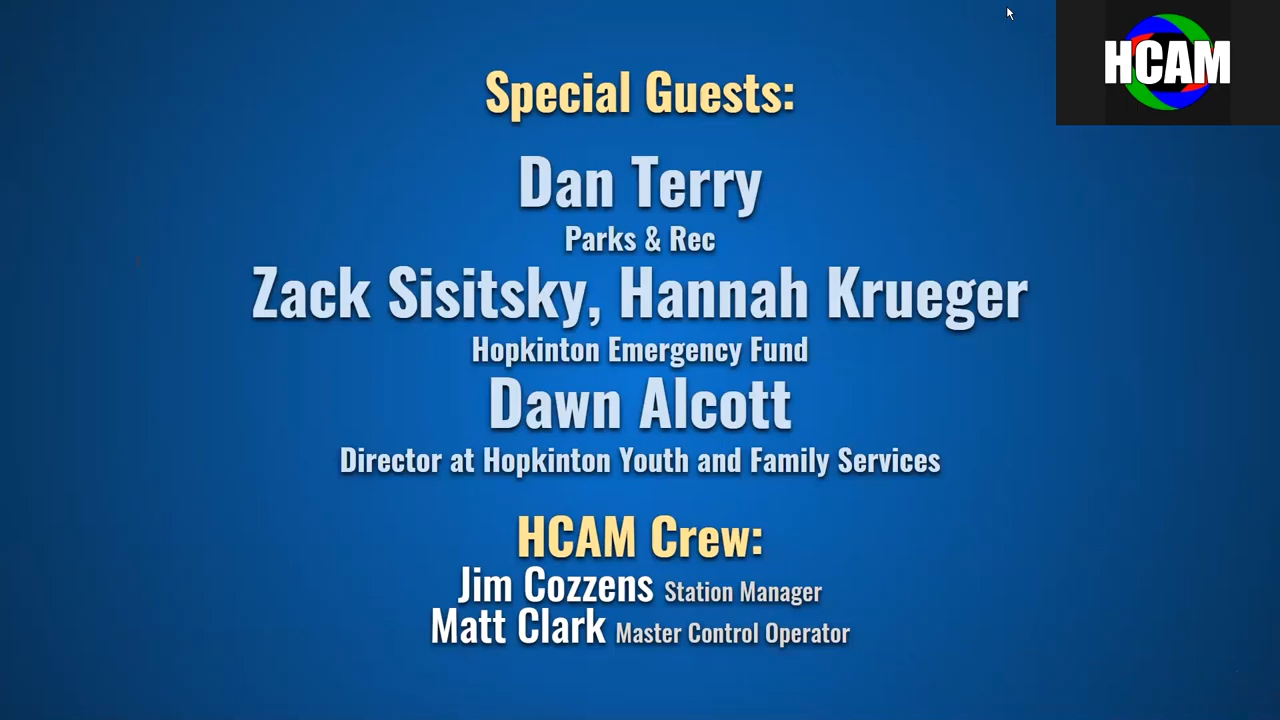 HCAM
Special Guests:
Dan Terry
Parks & Rec
Zack Sisitsky, Hannah Krueger
Hopkinton Emergency Fund
Dawn Alcott
Director at Hopkinton Youth and Family Services
HCAM Crew:
Jim Cozzens Station Manager
Matt Clark Master Control Operator